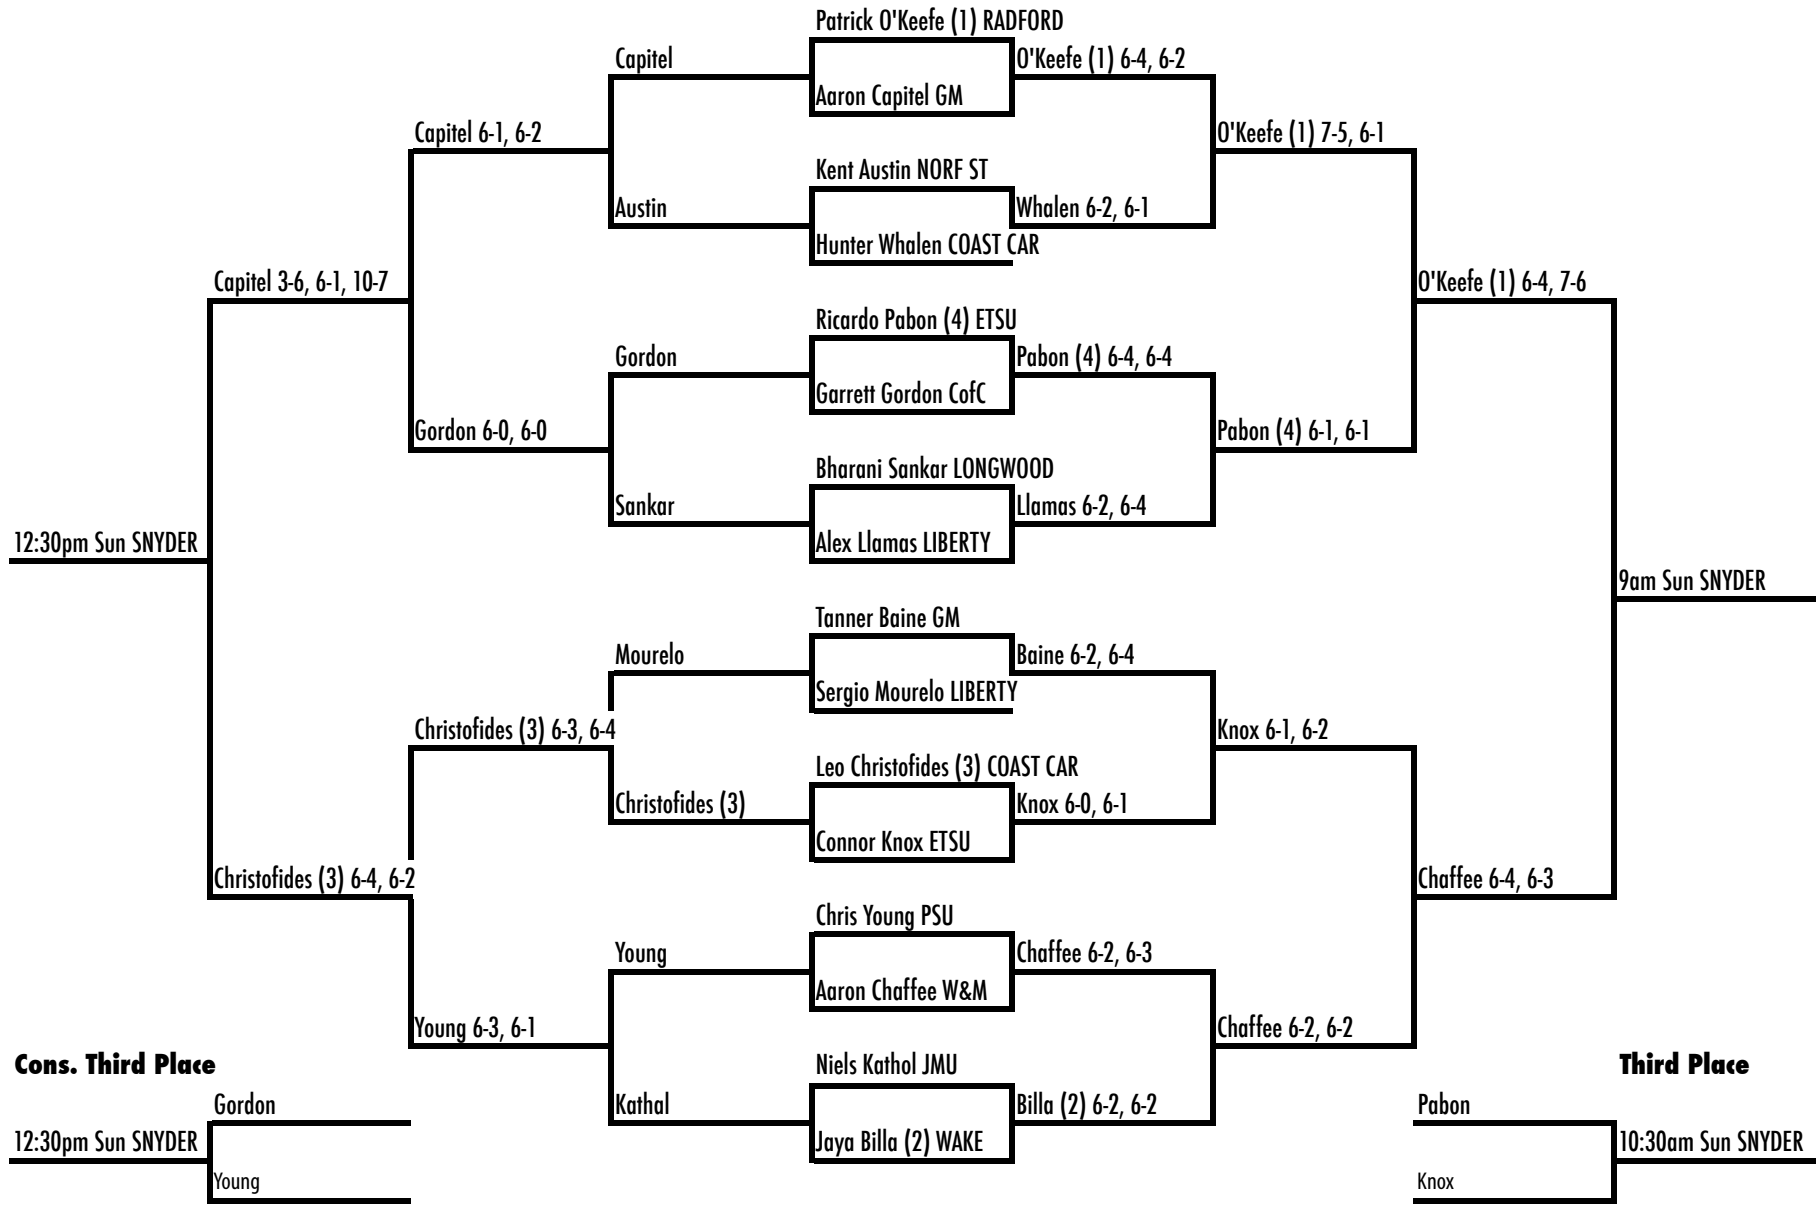 Patrick O'Keefe (1) RADFORD
Capitel
O'Keefe (1) 6-4, 6-2
Aaron Capitel GM
Capitel 6-1, 6-2
O'Keefe (1) 7-5, 6-1
Kent Austin NORF ST
Austin
Whalen 6-2, 6-1
Hunter Whalen COAST CAR
Capitel 3-6, 6-1, 10-7
O'Keefe (1) 6-4, 7-6
Ricardo Pabon (4) ETSU
Gordon
Pabon (4) 6-4, 6-4
Garrett Gordon CofC
Gordon 6-0, 6-0
Pabon (4) 6-1, 6-1
Bharani Sankar LONGWOOD
Sankar
Llamas 6-2, 6-4
12:30pm Sun SNYDER
Alex Llamas LIBERTY
9am Sun SNYDER
Tanner Baine GM
Mourelo
Baine 6-2, 6-4
Sergio Mourelo LIBERTY
Christofides (3) 6-3, 6-4
Knox 6-1, 6-2
Leo Christofides (3) COAST CAR
Christofides (3)
Knox 6-0, 6-1
Connor Knox ETSU
Christofides (3) 6-4, 6-2
Chaffee 6-4, 6-3
Chris Young PSU
Young
Chaffee 6-2, 6-3
Aaron Chaffee W&M
Young 6-3, 6-1
Chaffee 6-2, 6-2
Cons. Third Place
Niels Kathol JMU
Third Place
Gordon
Kathal
Billa (2) 6-2, 6-2
Pabon
12:30pm Sun SNYDER
Jaya Billa (2) WAKE
10:30am Sun SNYDER
Young
Knox